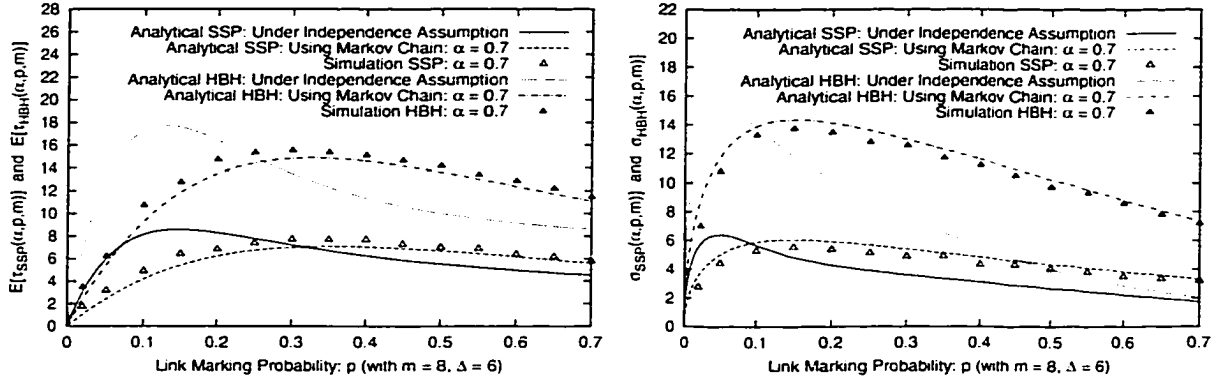 28
26
24
22
20
18
16
14
12
10
8
6
4
2
0
E[τSSP(α,p,m)] and E[τHBH(α,p,m)]
Analytical SSP: Under Independence Assumption
Analytical SSP: Using Markov Chain: α = 0.7
Simulation SSP: α = 0.7
Analytical HBH: Under Independence Assumption
Analytical HBH: Using Markov Chain: α = 0.7
Simulation HBH: α = 0.7
0 0.1 0.2 0.3 0.4 0.5 0.6 0.7
Link Marking Probability: p (with m = 8, Δ = 6)
22
20
18
16
14
12
10
8
6
4
2
0
σSSP(α,p,m)] and σHBH(α,p,m)]
Analytical SSP: Under Independence Assumption
Analytical SSP: Using Markov Chain: α = 0.7
Simulation SSP: α = 0.7
Analytical HBH: Under Independence Assumption
Analytical HBH: Using Markov Chain: α = 0.7
Simulation HBH: α = 0.7
0 0.1 0.2 0.3 0.4 0.5 0.6 0.7
Link Marking Probability: p (with m = 8, Δ = 6)